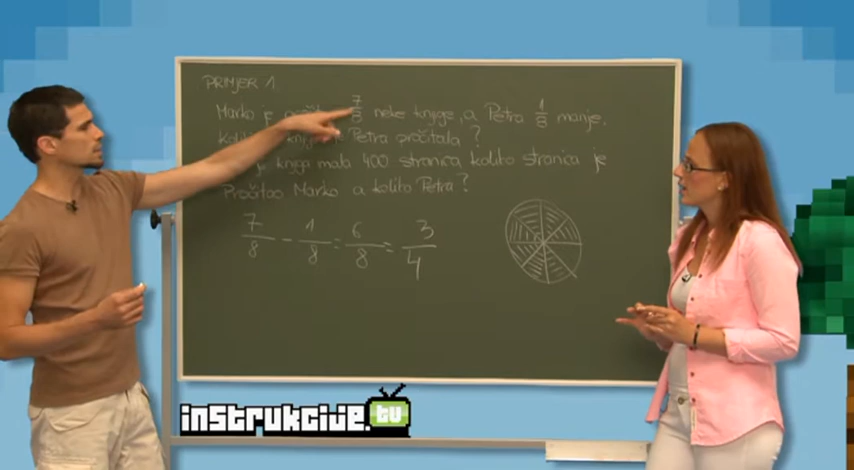 PRIMJER 1
Marko je 7/8 neke knjige, a Petra 1/8 manje.
Petra pročitala?
je knjiga mala 400 stranica koliko stranica je
Pročitao Marko a koliko Petra?
7/8 - 1/8 = 6/8 = 3/4
instrukcije.tv